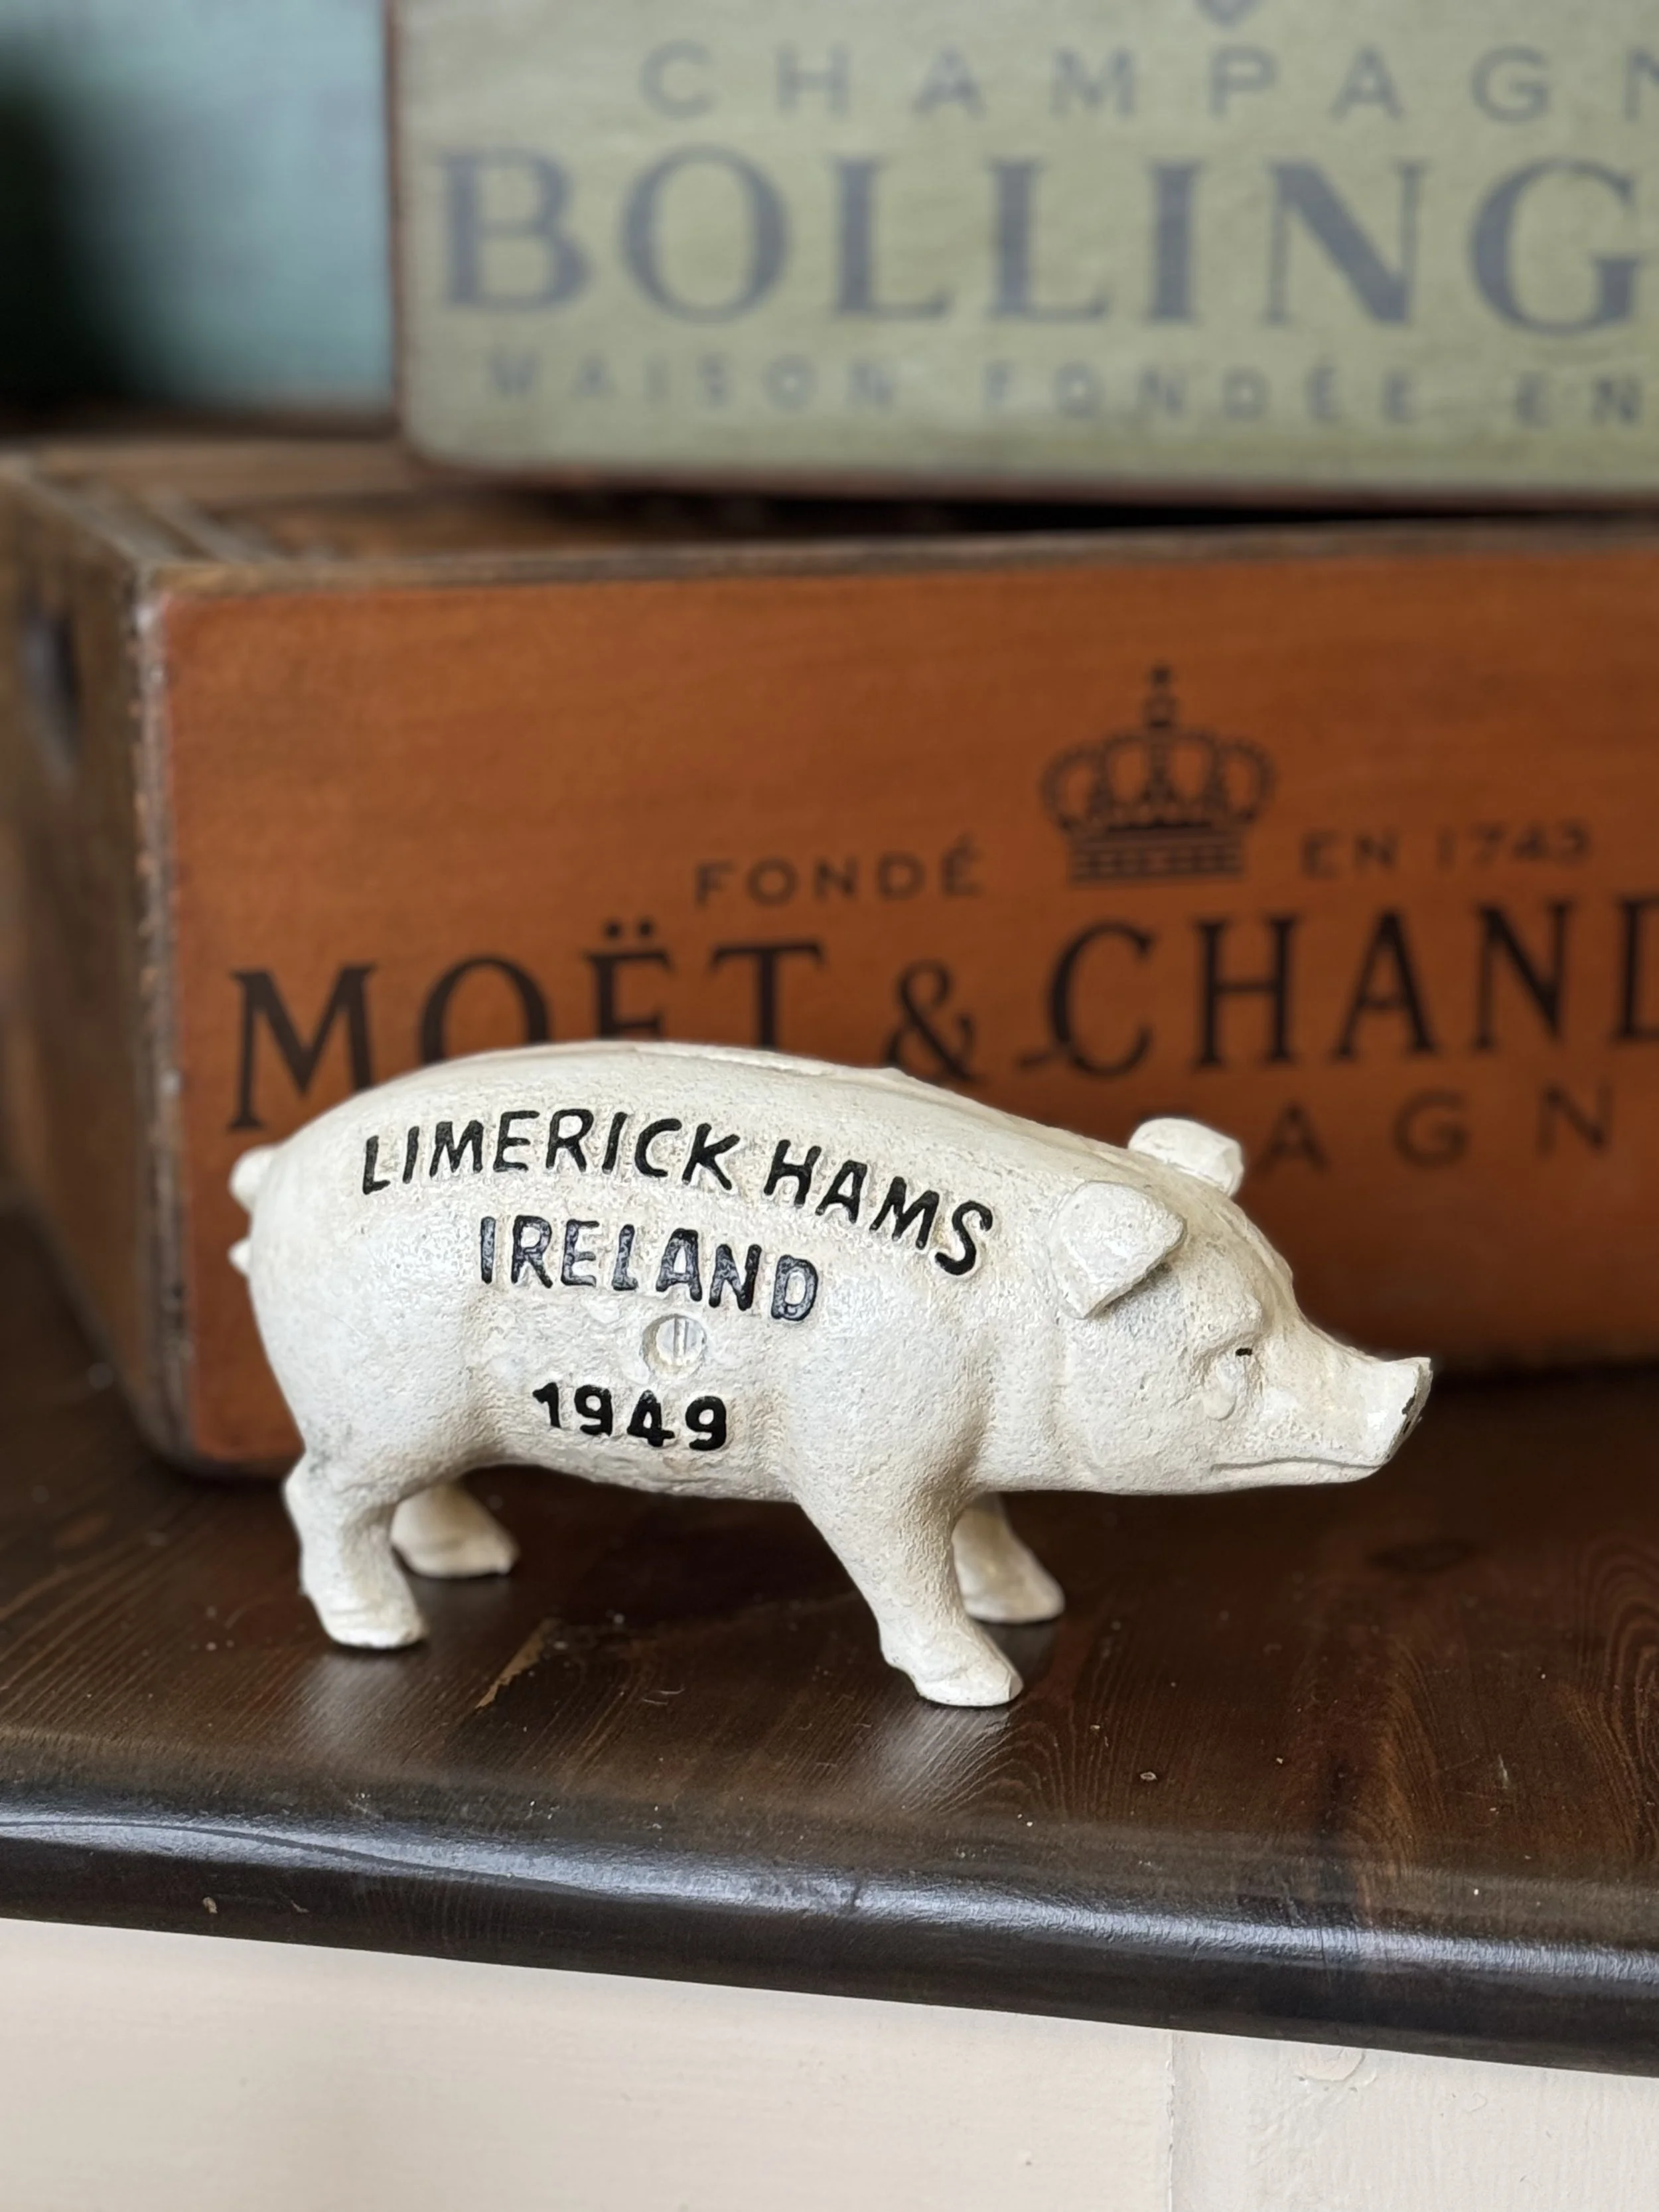 CHAMPAGN
BOLLING
MAISON FONDÉE EN
FONDÉ EN 1743
MOËT & CHAND
AGN
LIMERICK HAMS
IRELAND
1949